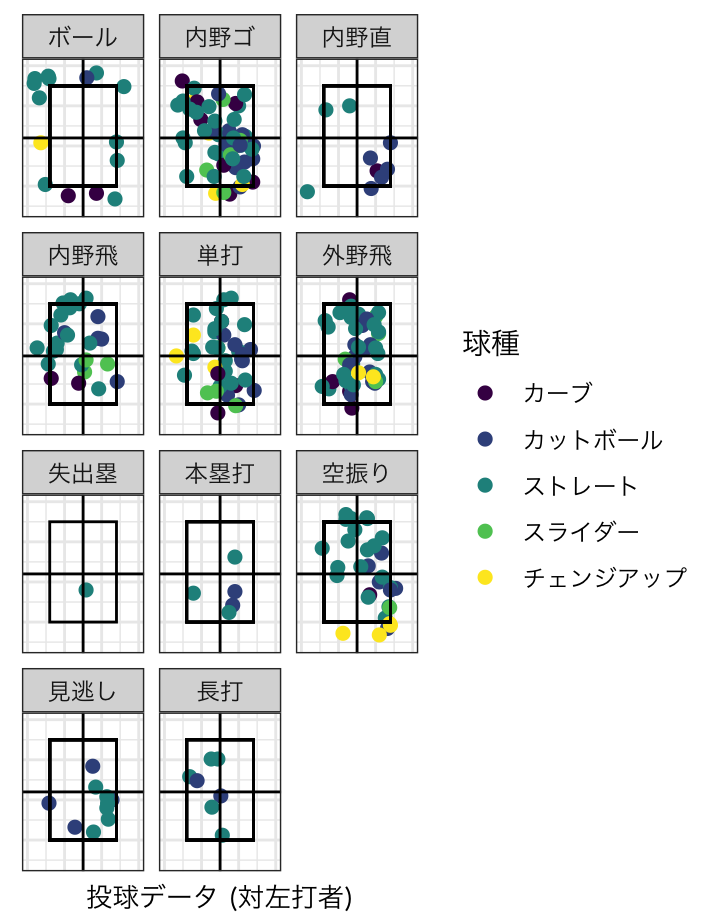 ボール
内野ゴ
内野直
内野飛
単打
外野飛
失出塁
本塁打
空振り
見逃し
長打
球種
カーブ
カットボール
ストレート
スライダー
チェンジアップ
投球データ (対左打者)